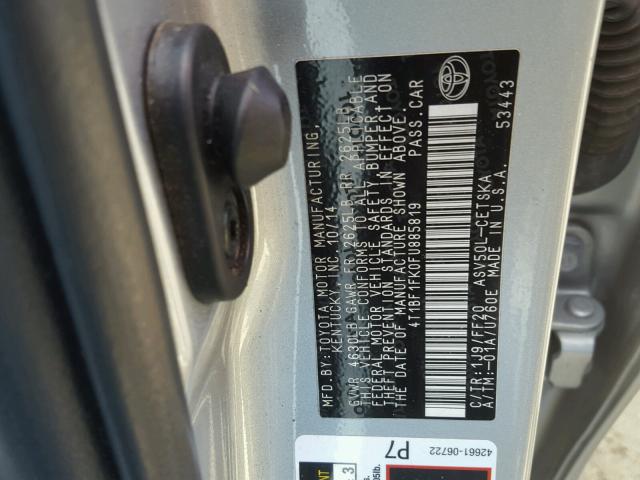 MFD.BY:TOYOTA MOTOR MANUFACTURING,
KENTUCKY, INC. 10/14
GVWR 4630LB GAWR FR 2625LB RR 2625LB
THIS VEHICLE CONFORMS TO ALL APPLICABLE
FEDERAL MOTOR VEHICLE SAFETY, BUMPER, AND
THEFT PREVENTION STANDARDS IN EFFECT ON
THE DATE OF MANUFACTURE SHOWN ABOVE.
4T1BF1FK0FU885819 PASS.CAR
C/TR:1J9/FF20 ASV50L-CETSKA
A/TM:-01A/U760E MADE IN U.S.A.
53443
42661-06722
P7